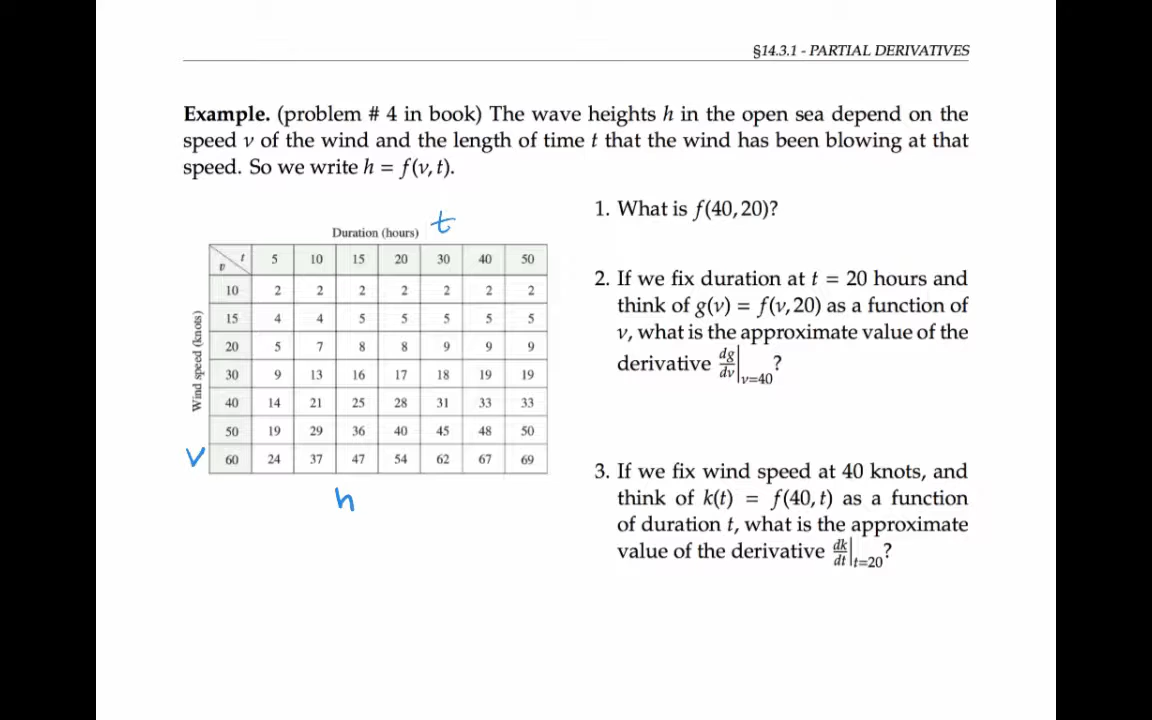 §14.3.1 - PARTIAL DERIVATIVES
Example. (problem # 4 in book) The wave heights h in the open sea depend on the
speed v of the wind and the length of time t that the wind has been blowing at that
speed. So we write h = f(v, t).
Duration (hours) t
v t 5 10 15 20 30 40 50
10 2 2 2 2 2 2 2
15 4 4 5 5 5 5 5
20 5 7 8 8 9 9 9
30 9 13 16 17 18 19 19
40 14 21 25 28 31 33 33
50 19 29 36 40 45 48 50
60 24 37 47 54 62 67 69
Wind speed (knots)
v
h
1. What is f(40, 20)?
2. If we fix duration at t = 20 hours and
think of g(v) = f(v, 20) as a function of
v, what is the approximate value of the
derivative dg/dv|v=40?
3. If we fix wind speed at 40 knots, and
think of k(t) = f(40, t) as a function
of duration t, what is the approximate
value of the derivative dk/dt|t=20?